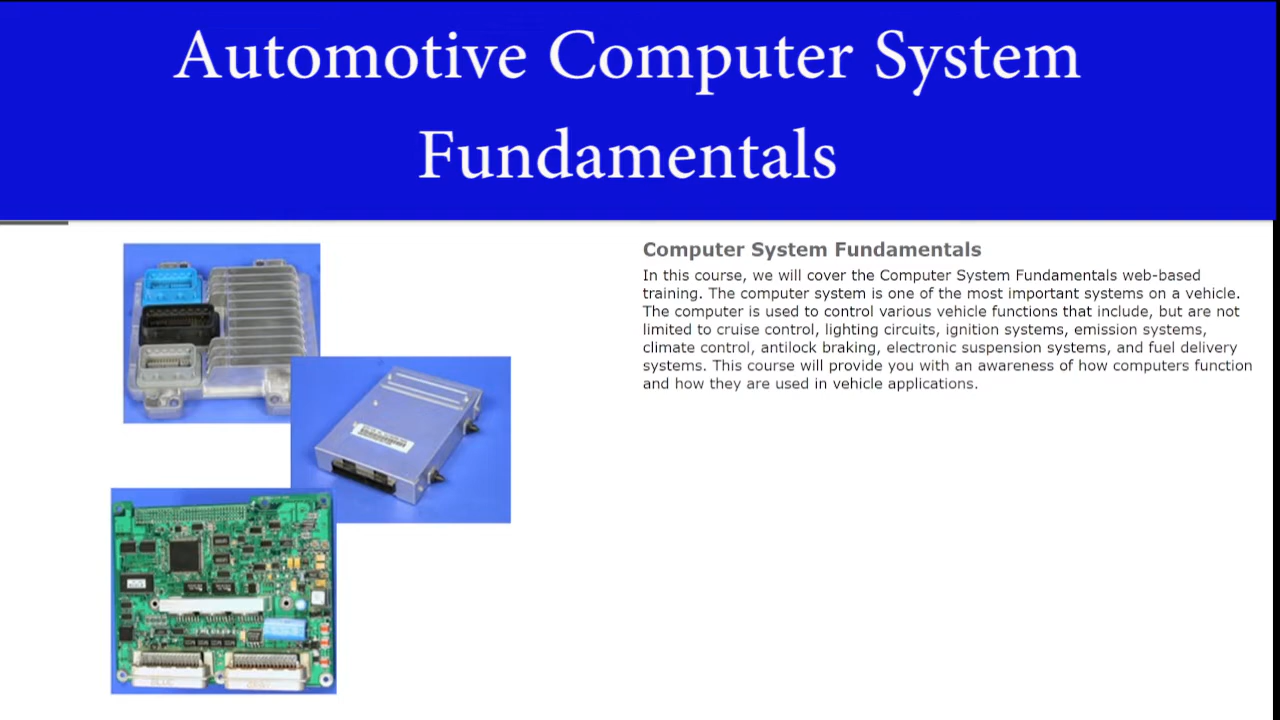 Automotive Computer System
Fundamentals
Computer System Fundamentals
In this course, we will cover the Computer System Fundamentals web-based
training. The computer system is one of the most important systems on a vehicle.
The computer is used to control various vehicle functions that include, but are not
limited to cruise control, lighting circuits, ignition systems, emission systems,
climate control, antilock braking, electronic suspension systems, and fuel delivery
systems. This course will provide you with an awareness of how computers function
and how they are used in vehicle applications.